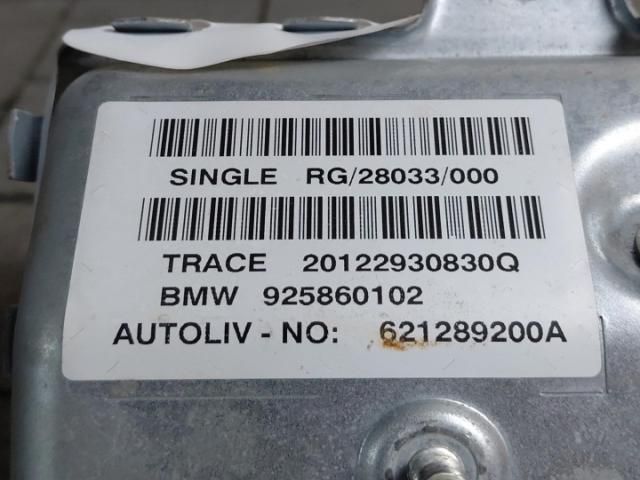 SINGLE RG/28033/000
TRACE 20122930830Q
BMW 925860102
AUTOLIV - NO: 621289200A